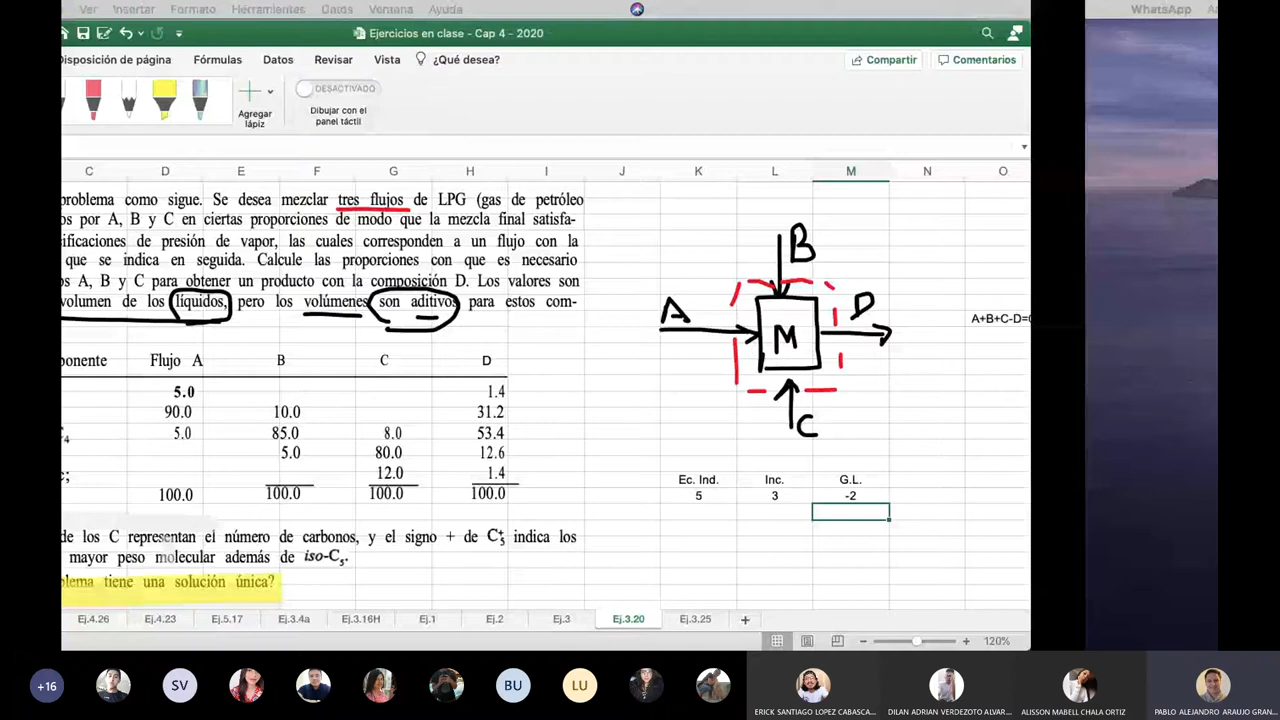 Ver Insertar Formato Herramientas Datos Ventana Ayuda
WhatsApp
Ejercicios en clase - Cap 4 - 2020
Disposición de página Fórmulas Datos Revisar Vista ¿Qué desea? Compartir Comentarios
DESACTIVADO
Agregar lápiz
Dibujar con el panel táctil
C D E F G H I J K L M N O
problema como sigue. Se desea mezclar tres flujos de LPG (gas de petróleo
os por A, B y C en ciertas proporciones de modo que la mezcla final satisfa-
cificaciones de presión de vapor, las cuales corresponden a un flujo con la
que se indica en seguida. Calcule las proporciones con que es necesario
s A, B y C para obtener un producto con la composición D. Los valores son
volumen de los líquidos, pero los volúmenes son aditivos para estos com-
B
A
M
D
C
A+B+C-D=0
ponente Flujo A B C D
5.0 1.4
90.0 10.0 31.2
4 5.0 85.0 8.0 53.4
5.0 80.0 12.6
12.0 1.4
100.0 100.0 100.0 100.0
Ec. Ind. Inc. G.L.
5 3 -2
de los C representan el número de carbonos, y el signo + de C5+ indica los
mayor peso molecular además de iso-C5.
blema tiene una solución única?
Ej.4.26 Ej.4.23 Ej.5.17 Ej.3.4a Ej.3.16H Ej.1 Ej.2 Ej.3 Ej.3.20 Ej.3.25 +
120%
+16 SV BU LU
ERICK SANTIAGO LOPEZ CABASCA... DILAN ADRIAN VERDEZOTO ALVAR... ALISSON MABELL CHALA ORTIZ PABLO ALEJANDRO ARAUJO GRAN...